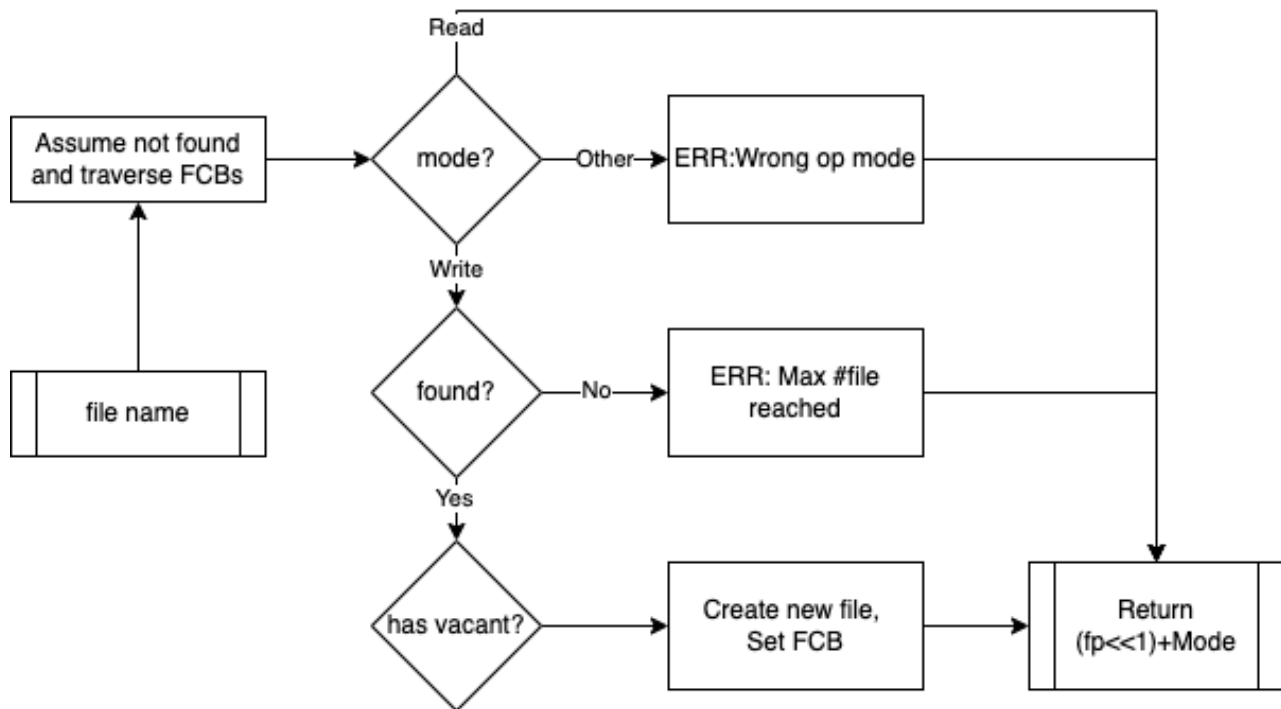 Read
Assume not found
and traverse FCBs
mode?
Other
ERR:Wrong op mode
Write
file name
found?
No
ERR: Max #file
reached
Yes
has vacant?
Create new file,
Set FCB
Return
(fp<<1)+Mode